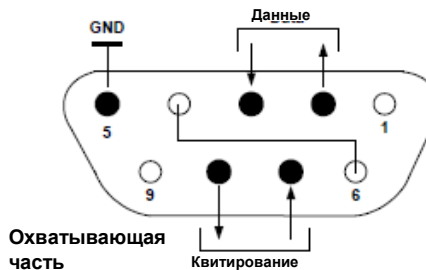 Данные
GND
5
1
9
6
Охватывающая
часть
Квитирование